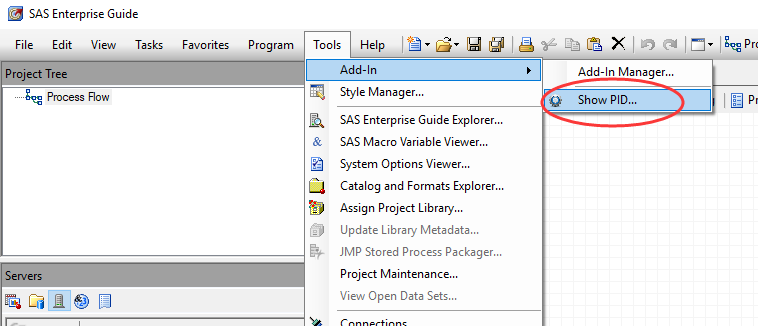 SAS Enterprise Guide
File Edit View Tasks Favorites Program Tools Help
Project Tree
Process Flow
Add-In
Style Manager...
SAS Enterprise Guide Explorer...
SAS Macro Variable Viewer...
System Options Viewer...
Catalog and Formats Explorer...
Assign Project Library...
Update Library Metadata...
JMP Stored Process Packager...
Project Maintenance...
View Open Data Sets...
Add-In Manager...
Show PID...
Servers